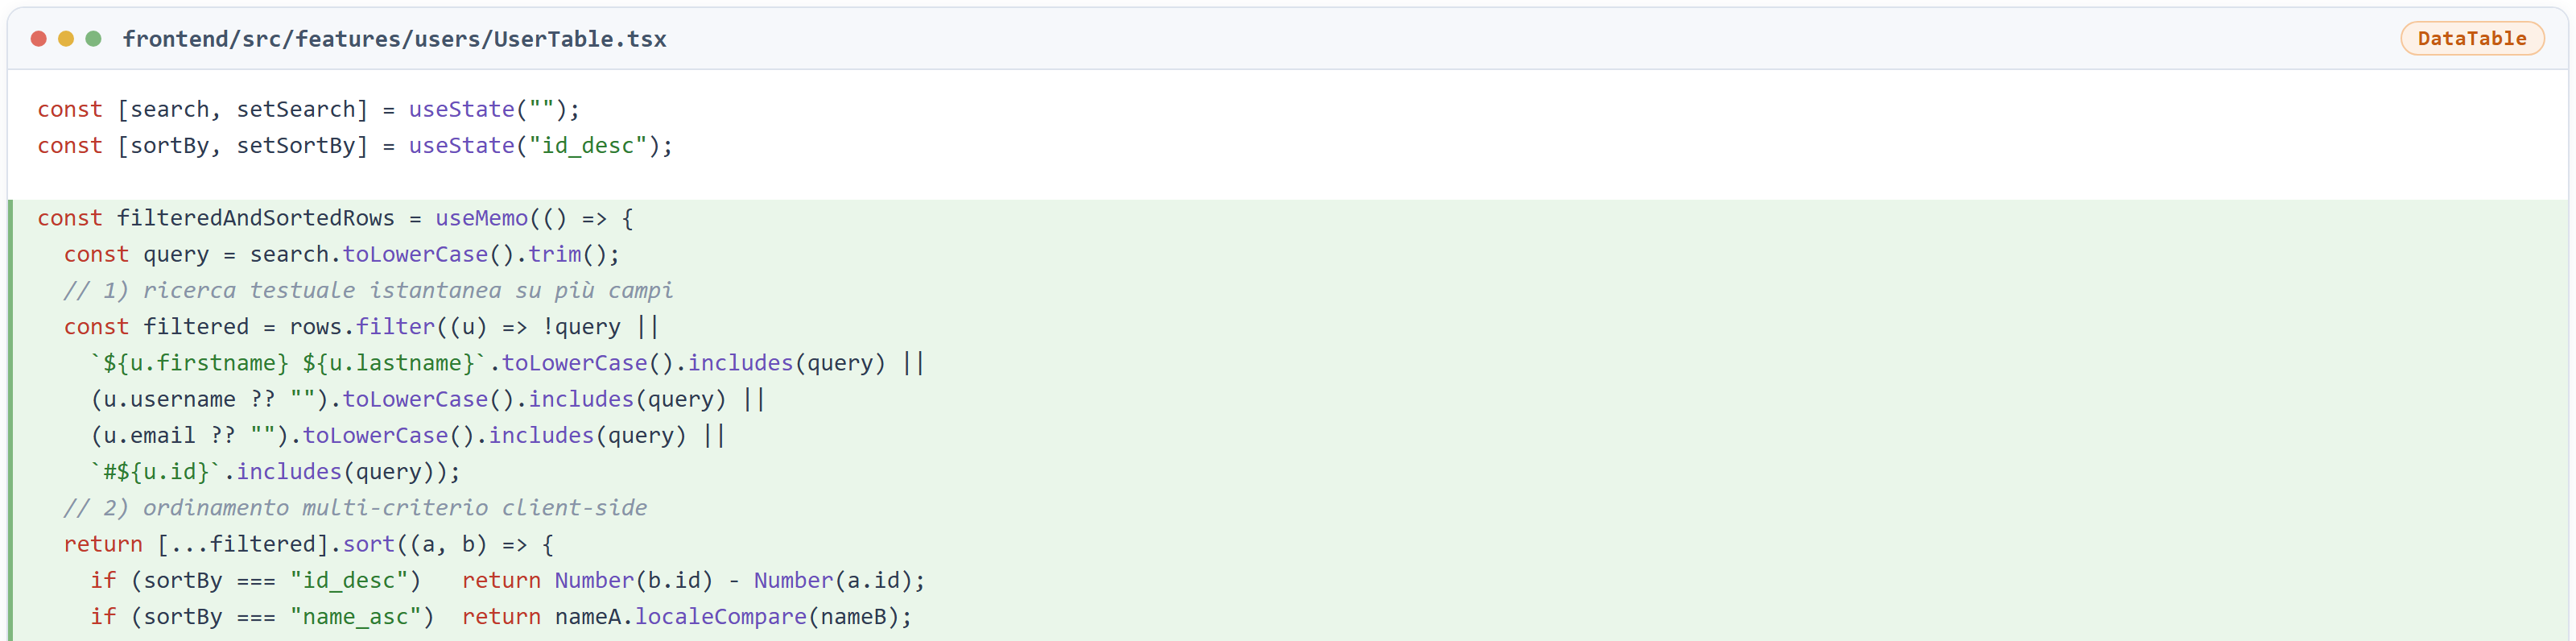 frontend/src/features/users/UserTable.tsx
DataTable
const [search, setSearch] = useState("");
const [sortBy, setSortBy] = useState("id_desc");
const filteredAndSortedRows = useMemo(() => {
  const query = search.toLowerCase().trim();
  // 1) ricerca testuale istantanea su più campi
  const filtered = rows.filter((u) => !query ||
    `${u.firstname} ${u.lastname}`.toLowerCase().includes(query) ||
    (u.username ?? "").toLowerCase().includes(query) ||
    (u.email ?? "").toLowerCase().includes(query) ||
    `#${u.id}`.includes(query));
  // 2) ordinamento multi-criterio client-side
  return [...filtered].sort((a, b) => {
    if (sortBy === "id_desc")   return Number(b.id) - Number(a.id);
    if (sortBy === "name_asc")  return nameA.localeCompare(nameB);